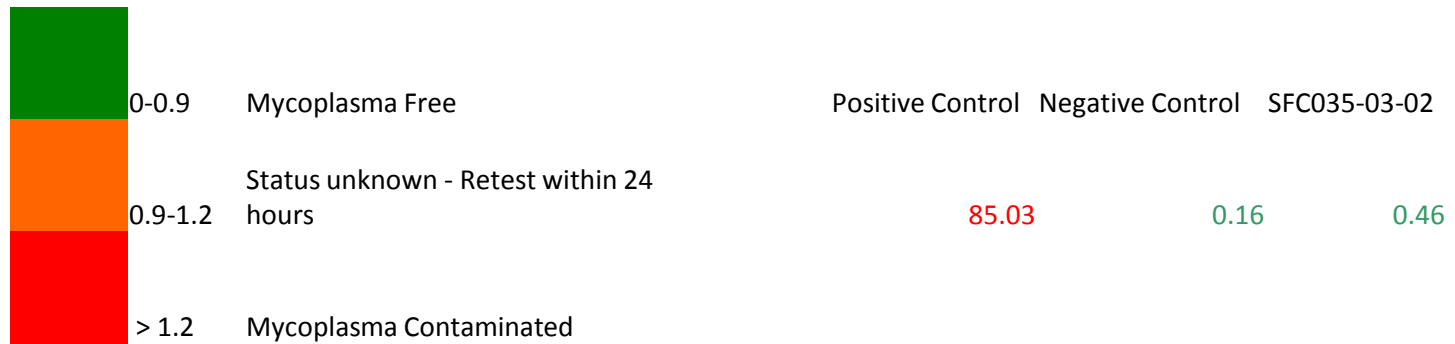 0-0.9 Mycoplasma Free Positive Control Negative Control SFC035-03-02
Status unknown - Retest within 24
0.9-1.2 hours 85.03 0.16 0.46
> 1.2 Mycoplasma Contaminated